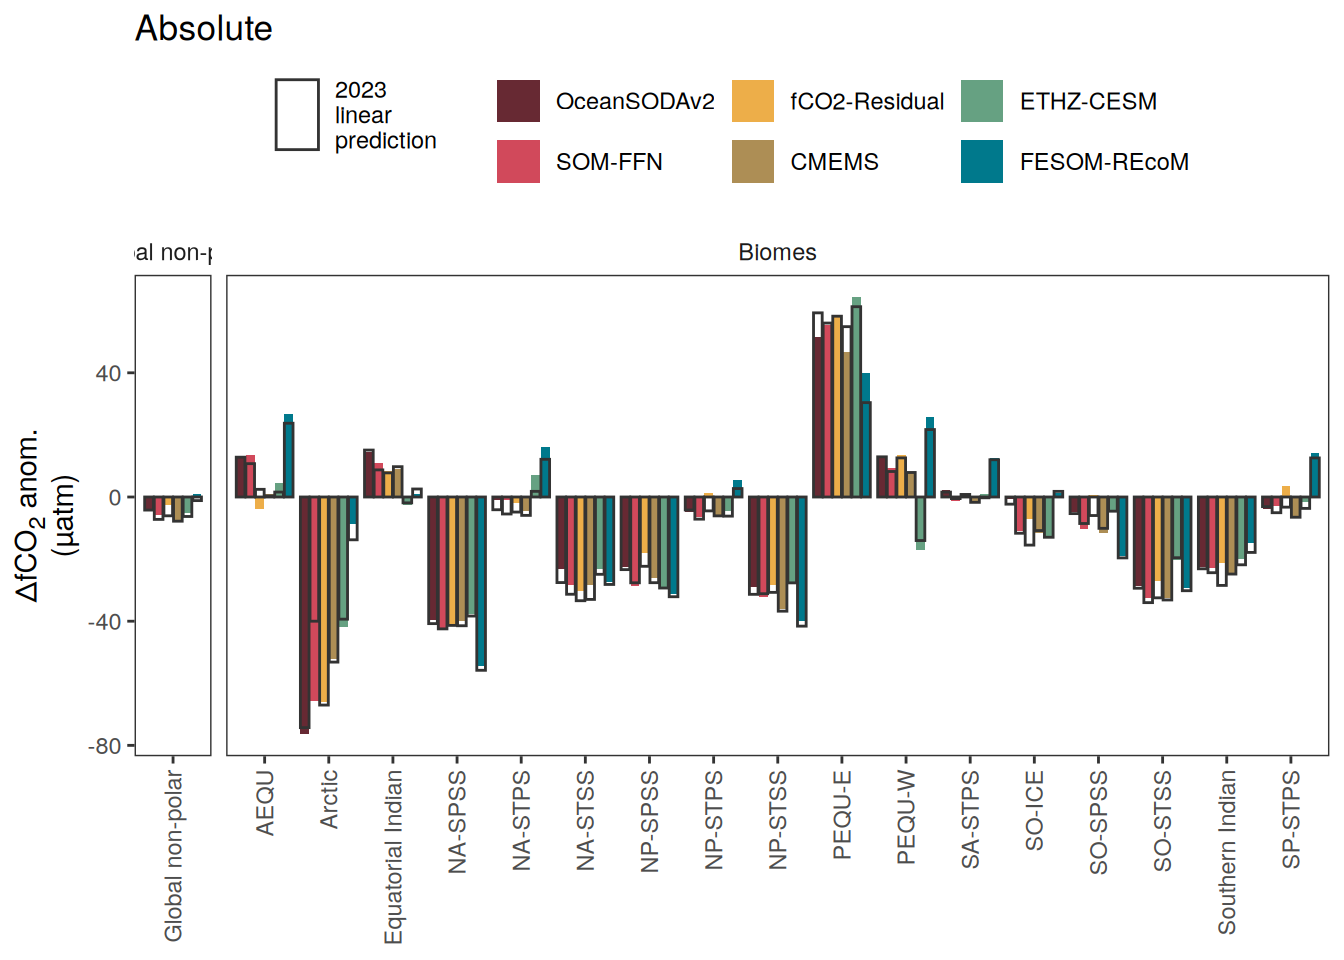 Absolute
2023
linear
prediction
OceanSODAv2
fCO2-Residual
ETHZ-CESM
SOM-FFN
CMEMS
FESOM-REcoM
al non-
Biomes
ΔfCO₂ anom.
(µatm)
40
0
-40
-80
Global non-polar
AEQU
Arctic
Equatorial Indian
NA-SPSS
NA-STPS
NA-STSS
NP-SPSS
NP-STPS
NP-STSS
PEQU-E
PEQU-W
SA-STPS
SO-ICE
SO-SPSS
SO-STSS
Southern Indian
SP-STPS